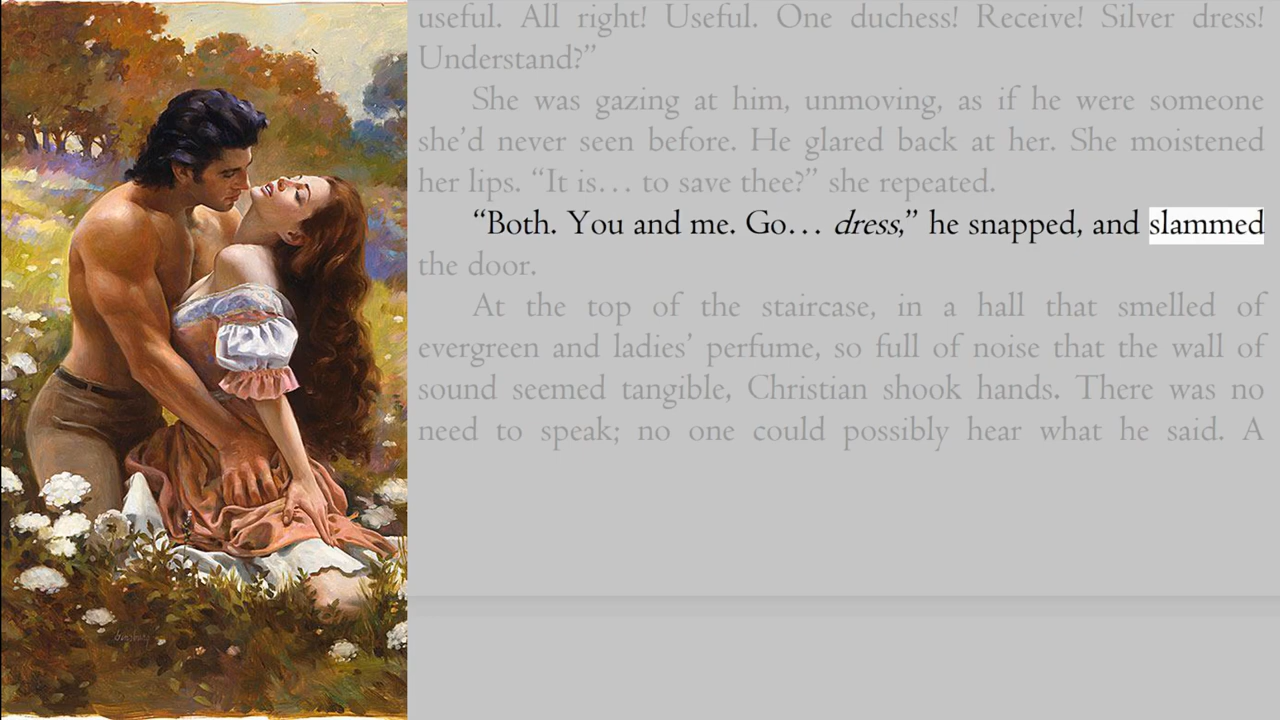 useful. All right! Useful. One duchess! Receive! Silver dress!
Understand?”
She was gazing at him, unmoving, as if he were someone
she’d never seen before. He glared back at her. She moistened
her lips. “It is… to save thee?” she repeated.
“Both. You and me. Go… dress,” he snapped, and slammed
the door.
At the top of the staircase, in a hall that smelled of
evergreen and ladies’ perfume, so full of noise that the wall of
sound seemed tangible, Christian shook hands. There was no
need to speak; no one could possibly hear what he said. A